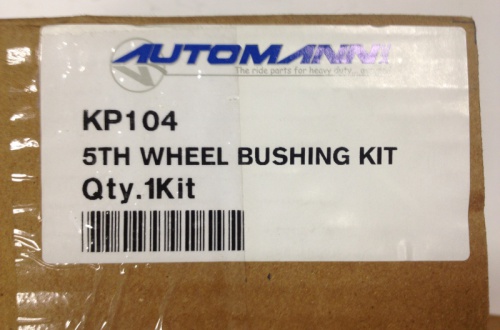 AUTOMANN!
The ride parts for heavy duty...
KP104
5TH WHEEL BUSHING KIT
Qty.1Kit